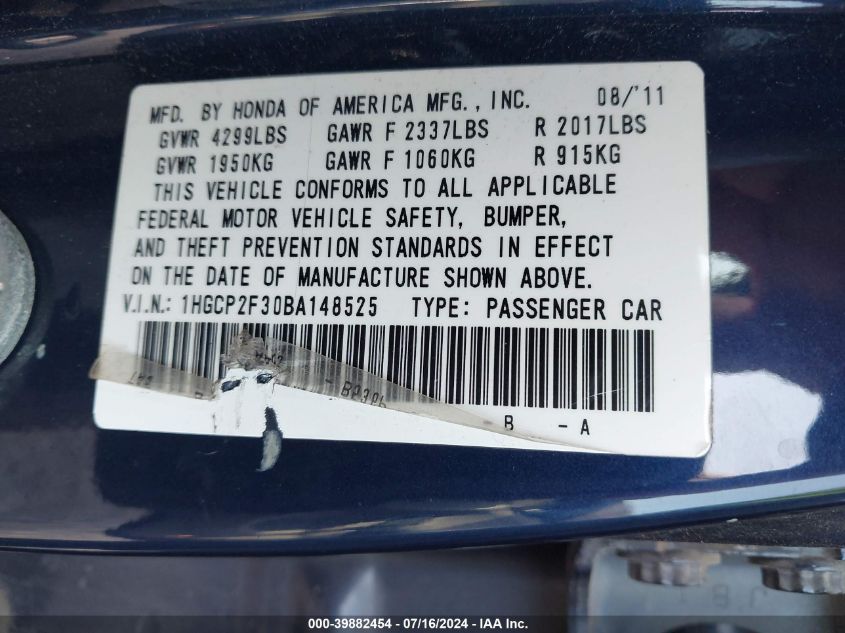 MFD. BY HONDA OF AMERICA MFG., INC. 08/'11
GVWR 4299LBS GAWR F 2337LBS R 2017LBS
GVWR 1950KG GAWR F 1060KG R 915KG
THIS VEHICLE CONFORMS TO ALL APPLICABLE
FEDERAL MOTOR VEHICLE SAFETY, BUMPER,
AND THEFT PREVENTION STANDARDS IN EFFECT
ON THE DATE OF MANUFACTURE SHOWN ABOVE.
V.I.N.: 1HGCP2F30BA148525 TYPE: PASSENGER CAR
- B - A
000-39882454 - 07/16/2024 - IAA Inc.